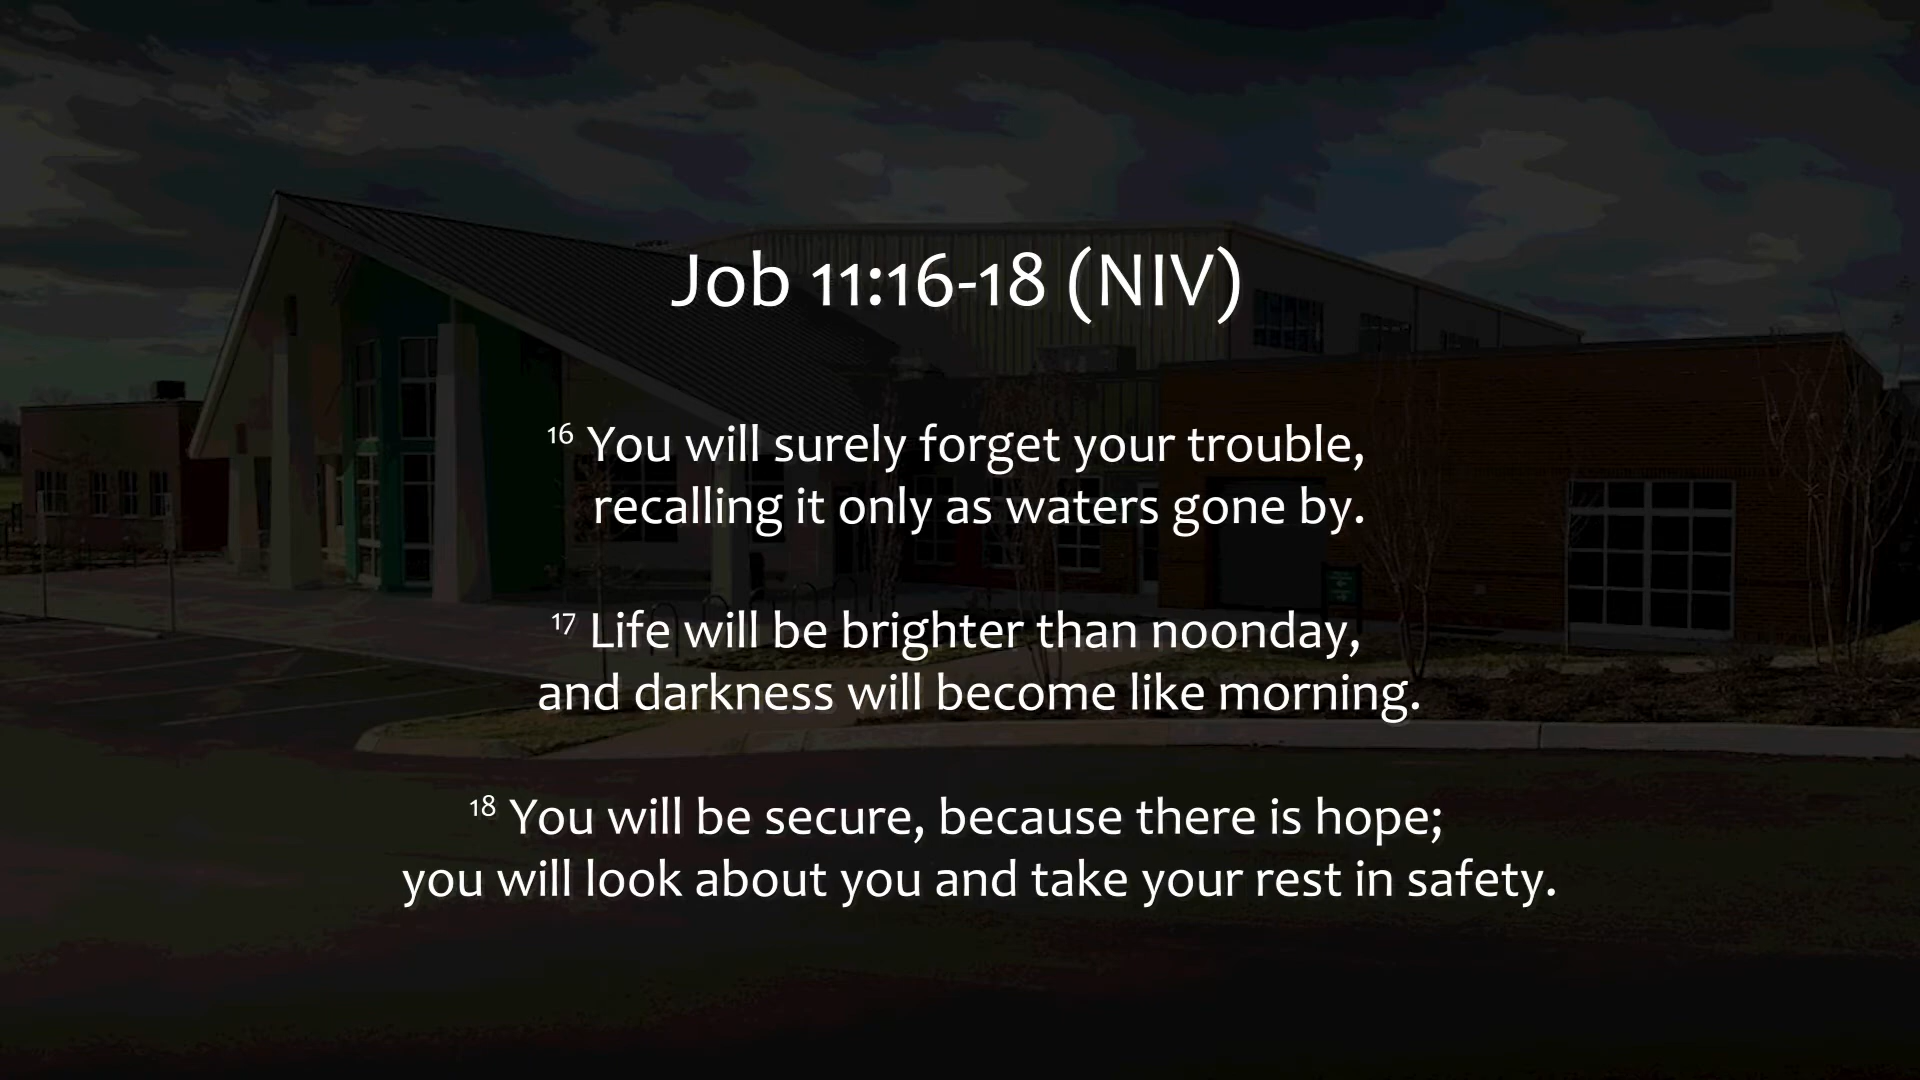 Job 11:16-18 (NIV)
16 You will surely forget your trouble,
recalling it only as waters gone by.
17 Life will be brighter than noonday,
and darkness will become like morning.
18 You will be secure, because there is hope;
you will look about you and take your rest in safety.